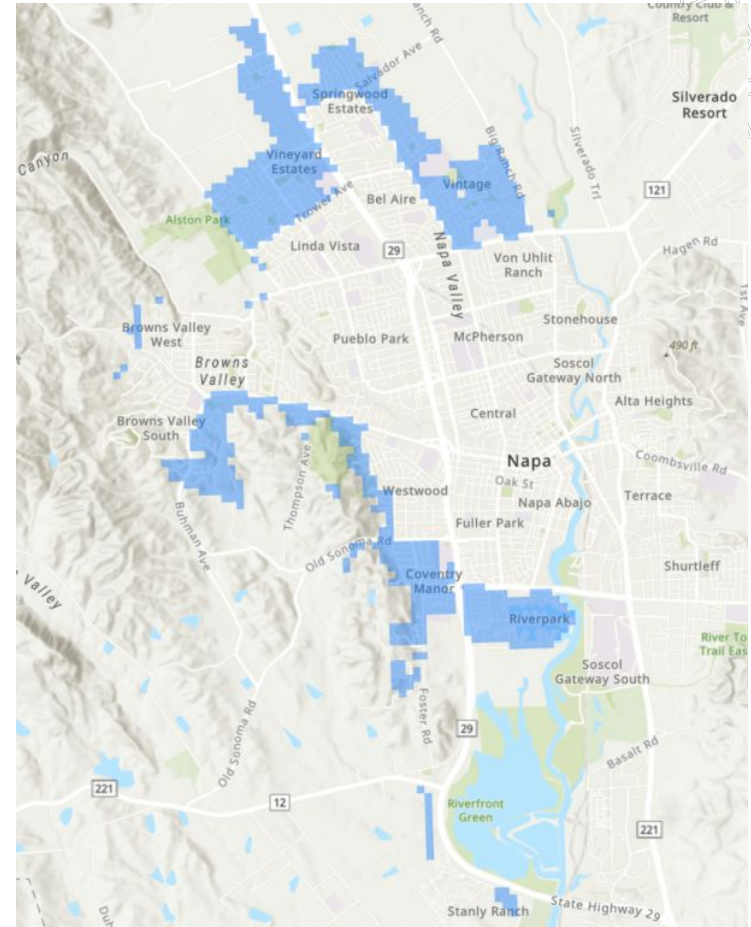 Country Club &
Resort
Ranch Rd
Salvador Ave
Springwood
Estates
Silverado
Resort
Big Ranch Rd
Silverado Trl
Canyon
Vineyard
Estates
Vintage
121
Trower Ave
Bel Aire
Alston Park
Linda Vista
29
Napa Valley
Von Uhlit
Ranch
Hagen Rd
1st Ave
Stonehouse
Browns Valley
West
Pueblo Park
McPherson
490 ft
Browns
Valley
Soscol
Gateway North
Alta Heights
Browns Valley
South
Central
Thompson Ave
Napa
Coombsville Rd
Oak St
Westwood
Napa Abajo
Terrace
Buhman Ave
Fuller Park
Old Sonoma Rd
Shurtleff
Coventry
Manor
Valley
Riverpark
River To
Trail Eas
Soscol
Gateway South
Old Sonoma Rd
Foster Rd
29
Basalt Rd
221
12
Riverfront
Green
221
Stanly Ranch
State Highway 29
Duh